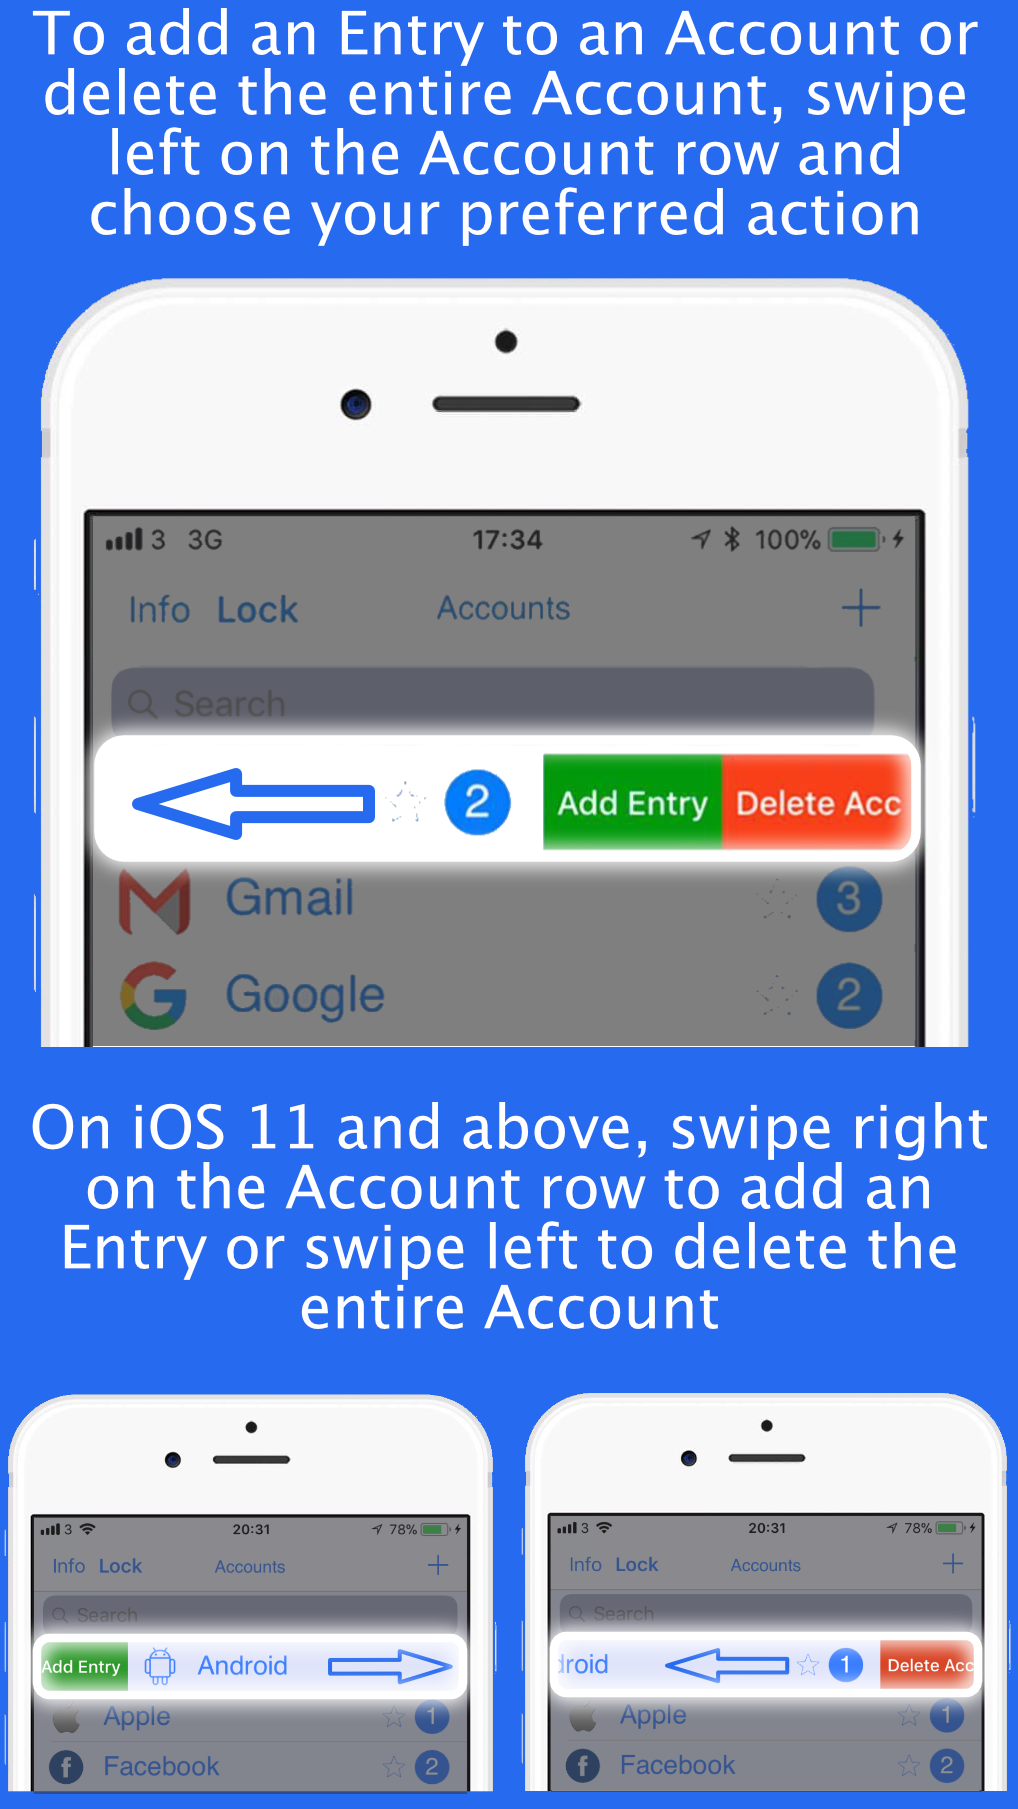 To add an Entry to an Account or
delete the entire Account, swipe
left on the Account row and
choose your preferred action
3 3G 17:34 100%
Info Lock Accounts +
Search
2 Add Entry Delete Acc
Gmail 3
Google 2
On iOS 11 and above, swipe right
on the Account row to add an
Entry or swipe left to delete the
entire Account
3 20:31 78%
Info Lock Accounts +
Search
Add Entry Android
Apple 1
Facebook 2
3 20:31 78%
Info Lock Accounts +
Search
droid 1 Delete Acc
Apple 1
Facebook 2